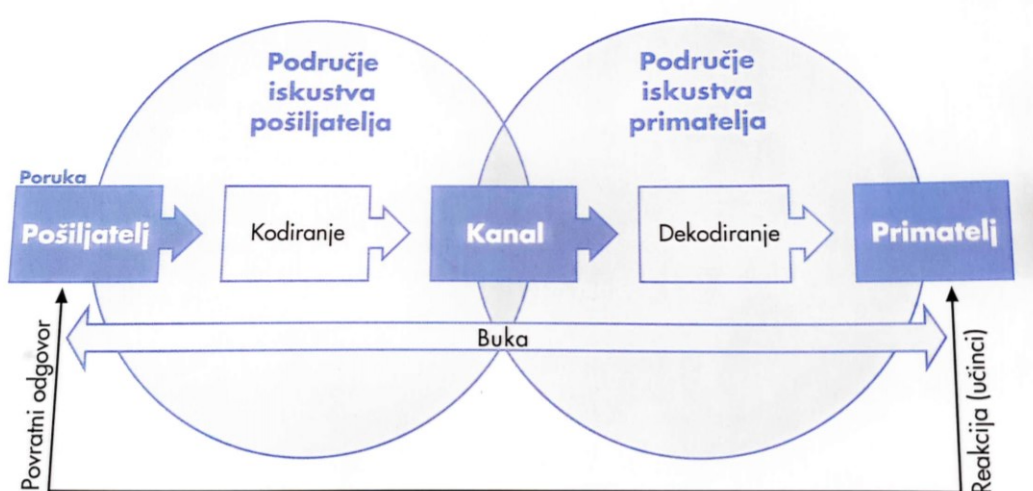 Područje
iskustva
pošiljatelja
Područje
iskustva
primatelja
Poruka
Pošiljatelj
Kodiranje
Kanal
Dekodiranje
Primatelj
Buka
Povratni odgovor
Reakcija (učinci)